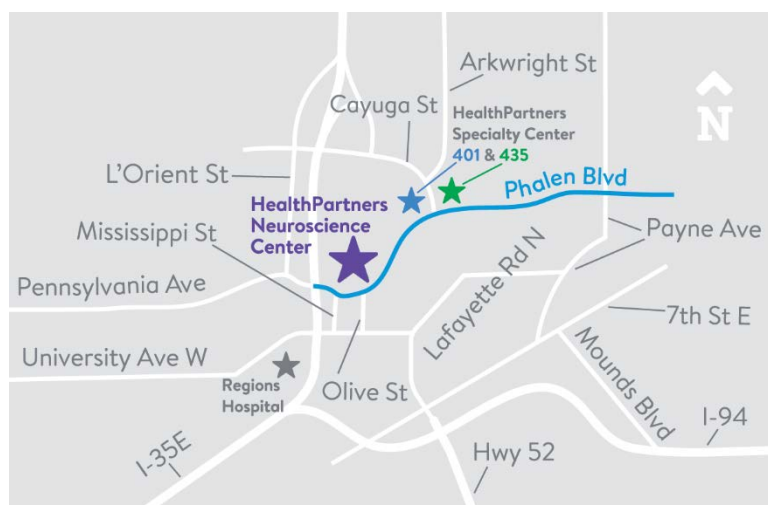 Arkwright St
Cayuga St
HealthPartners
Specialty Center
401 & 435
N
L'Orient St
HealthPartners
Neuroscience
Center
Phalen Blvd
Mississippi St
Payne Ave
Pennsylvania Ave
Lafayette Rd N
7th St E
University Ave W
Mounds Blvd
Regions
Hospital
Olive St
I-94
I-35E
Hwy 52